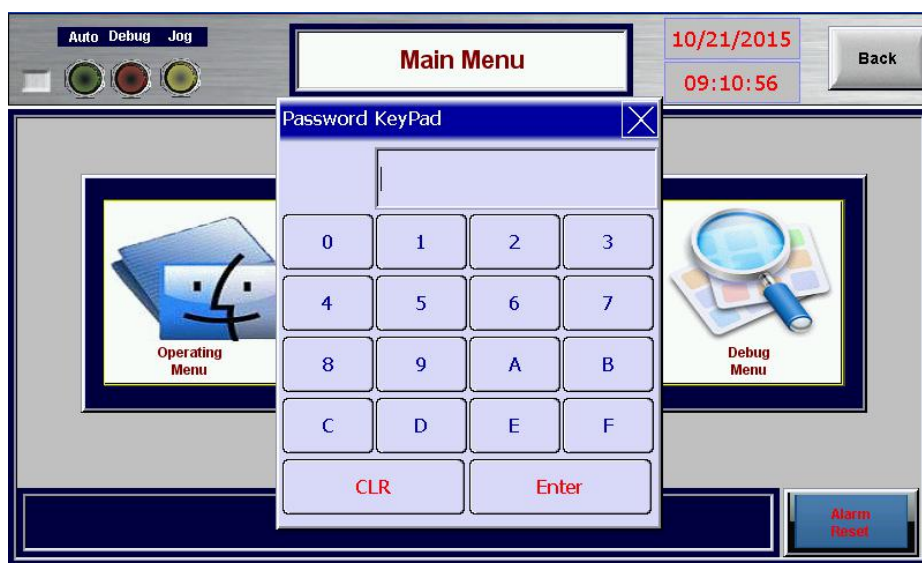 Auto Debug Jog
Main Menu
10/21/2015
09:10:56
Back
Password KeyPad
0 1 2 3
4 5 6 7
8 9 A B
C D E F
CLR Enter
Operating
Menu
Debug
Menu
Alarm
Reset